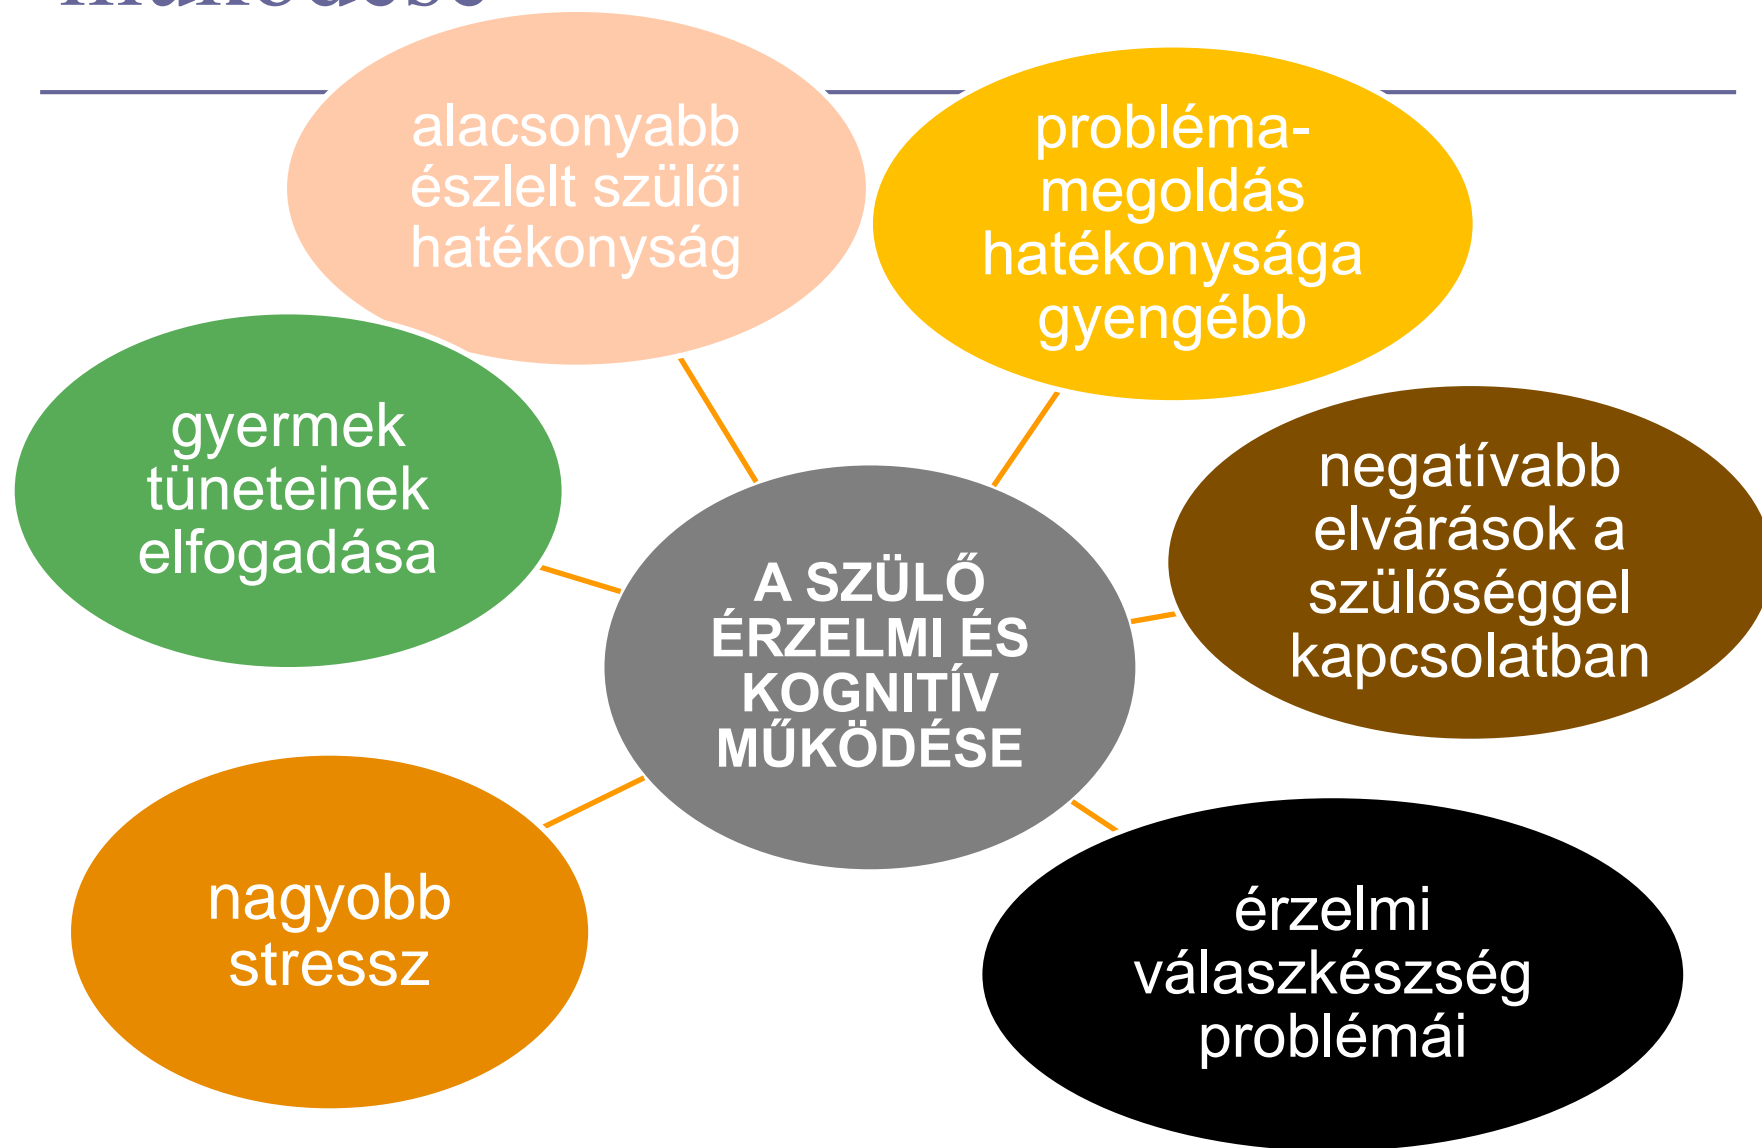 működése
alacsonyabb
észlelt szülői
hatékonyság
probléma-
megoldás
hatékonysága
gyengébb
gyermek
tüneteinek
elfogadása
negatívabb
elvárások a
szülőséggel
kapcsolatban
A SZÜLŐ
ÉRZELMI ÉS
KOGNITÍV
MŰKÖDÉSE
nagyobb
stressz
érzelmi
válaszkészség
problémái